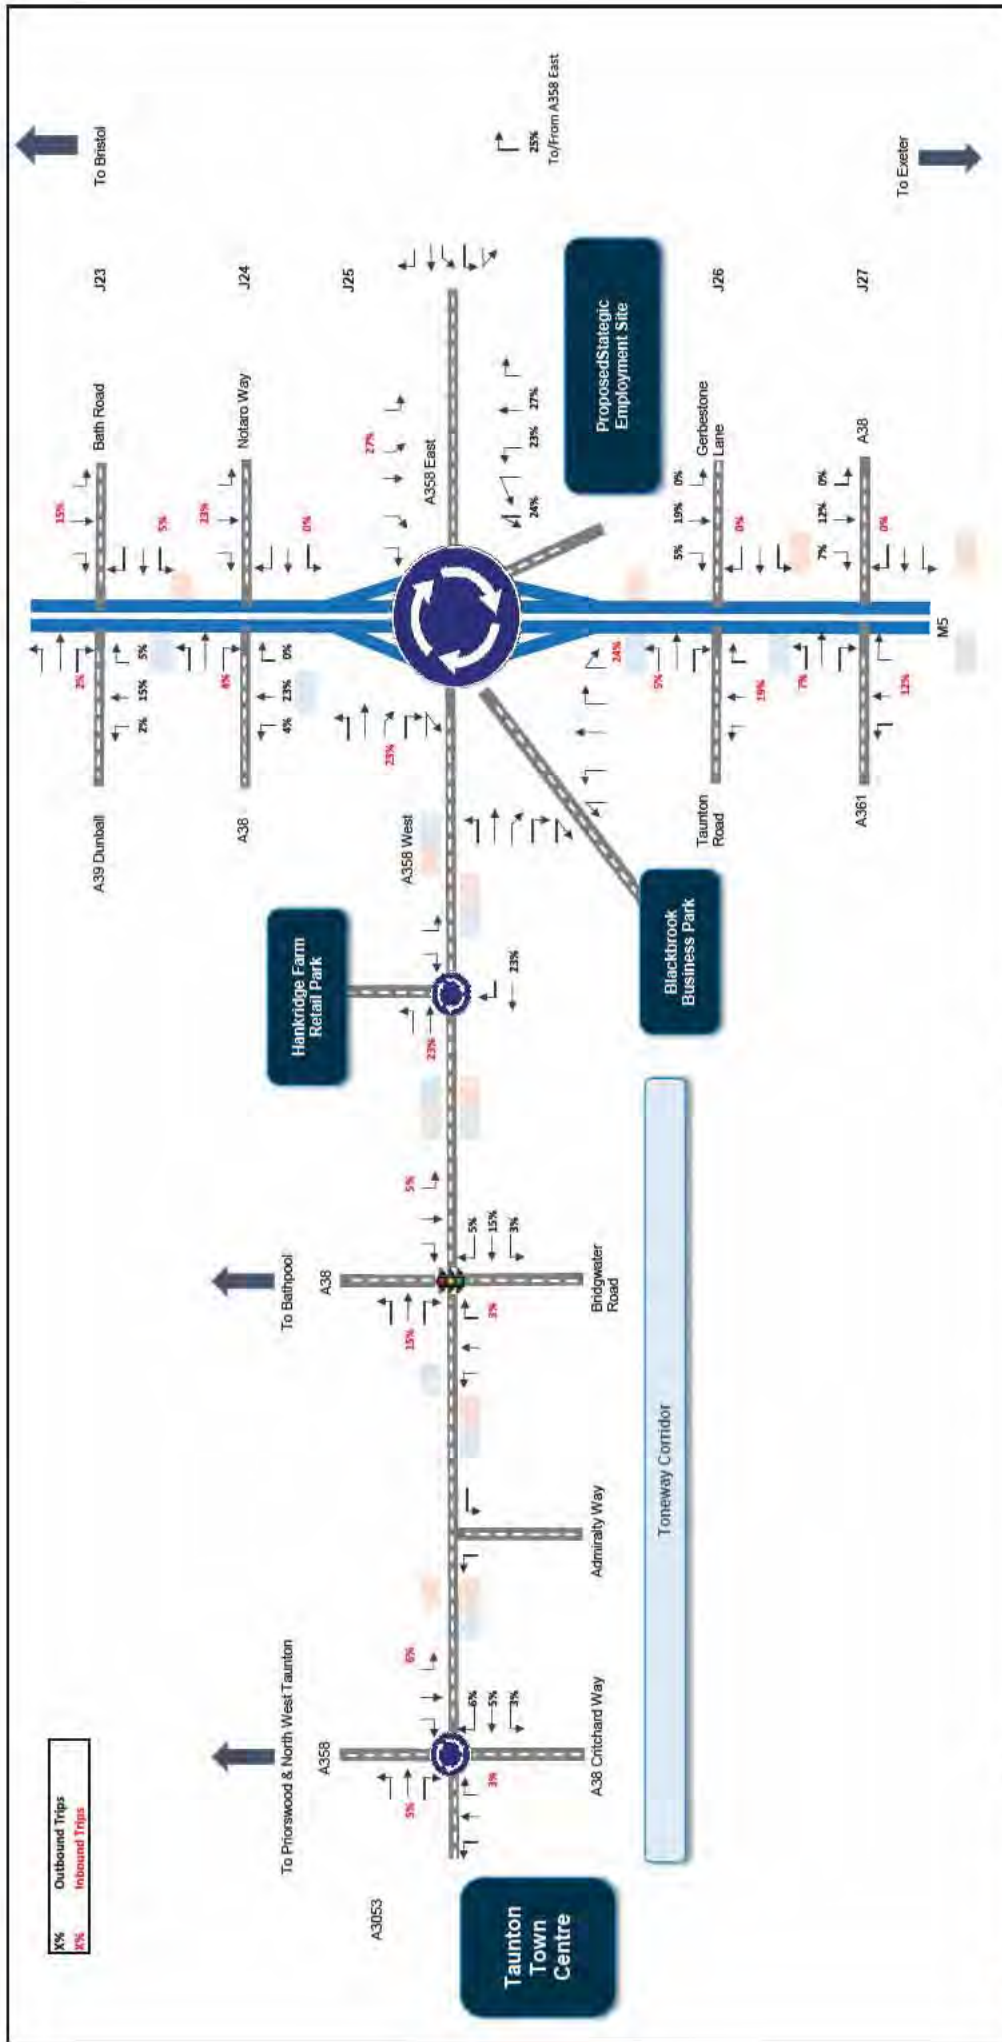 X% Outbound Trips
X% Inbound Trips
To Bristol
J23
A39 Dunball
Bath Road
2%
15%
5%
2%
15%
5%
J24
A38
Notaro Way
4%
23%
0%
4%
23%
0%
J25
A358 West
A358 East
27%
23%
24%
27%
23%
24%
25%
To/From A358 East
Proposed Stategic
Employment Site
Hankridge Farm
Retail Park
23%
23%
Blackbrook
Business Park
To Bathpool
A38
5%
15%
3%
5%
15%
3%
Bridgwater
Road
Admiralty Way
To Priorswood & North West Taunton
A358
6%
5%
3%
6%
5%
3%
A38 Critchard Way
A3053
Taunton
Town
Centre
Toneway Corridor
J26
Taunton
Road
Gerbestone
Lane
5%
19%
0%
5%
19%
0%
J27
A361
A38
7%
12%
0%
7%
12%
0%
M5
To Exeter